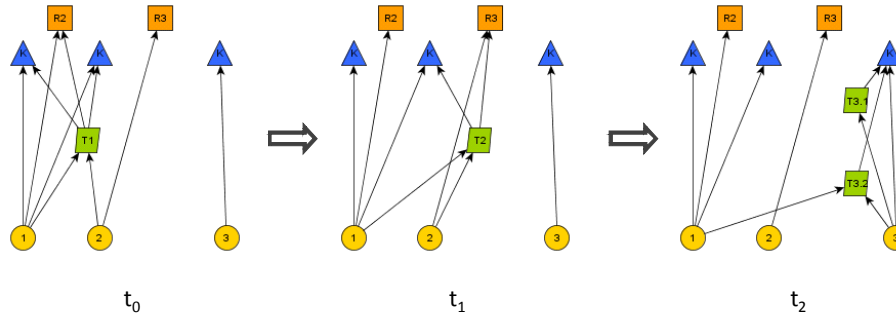 R2 R3 R2 R3 R2 R3
K K K K K K K K K
T3.1
T1 T2
T3.2
1 2 3 1 2 3 1 2 3
t0 t1 t2